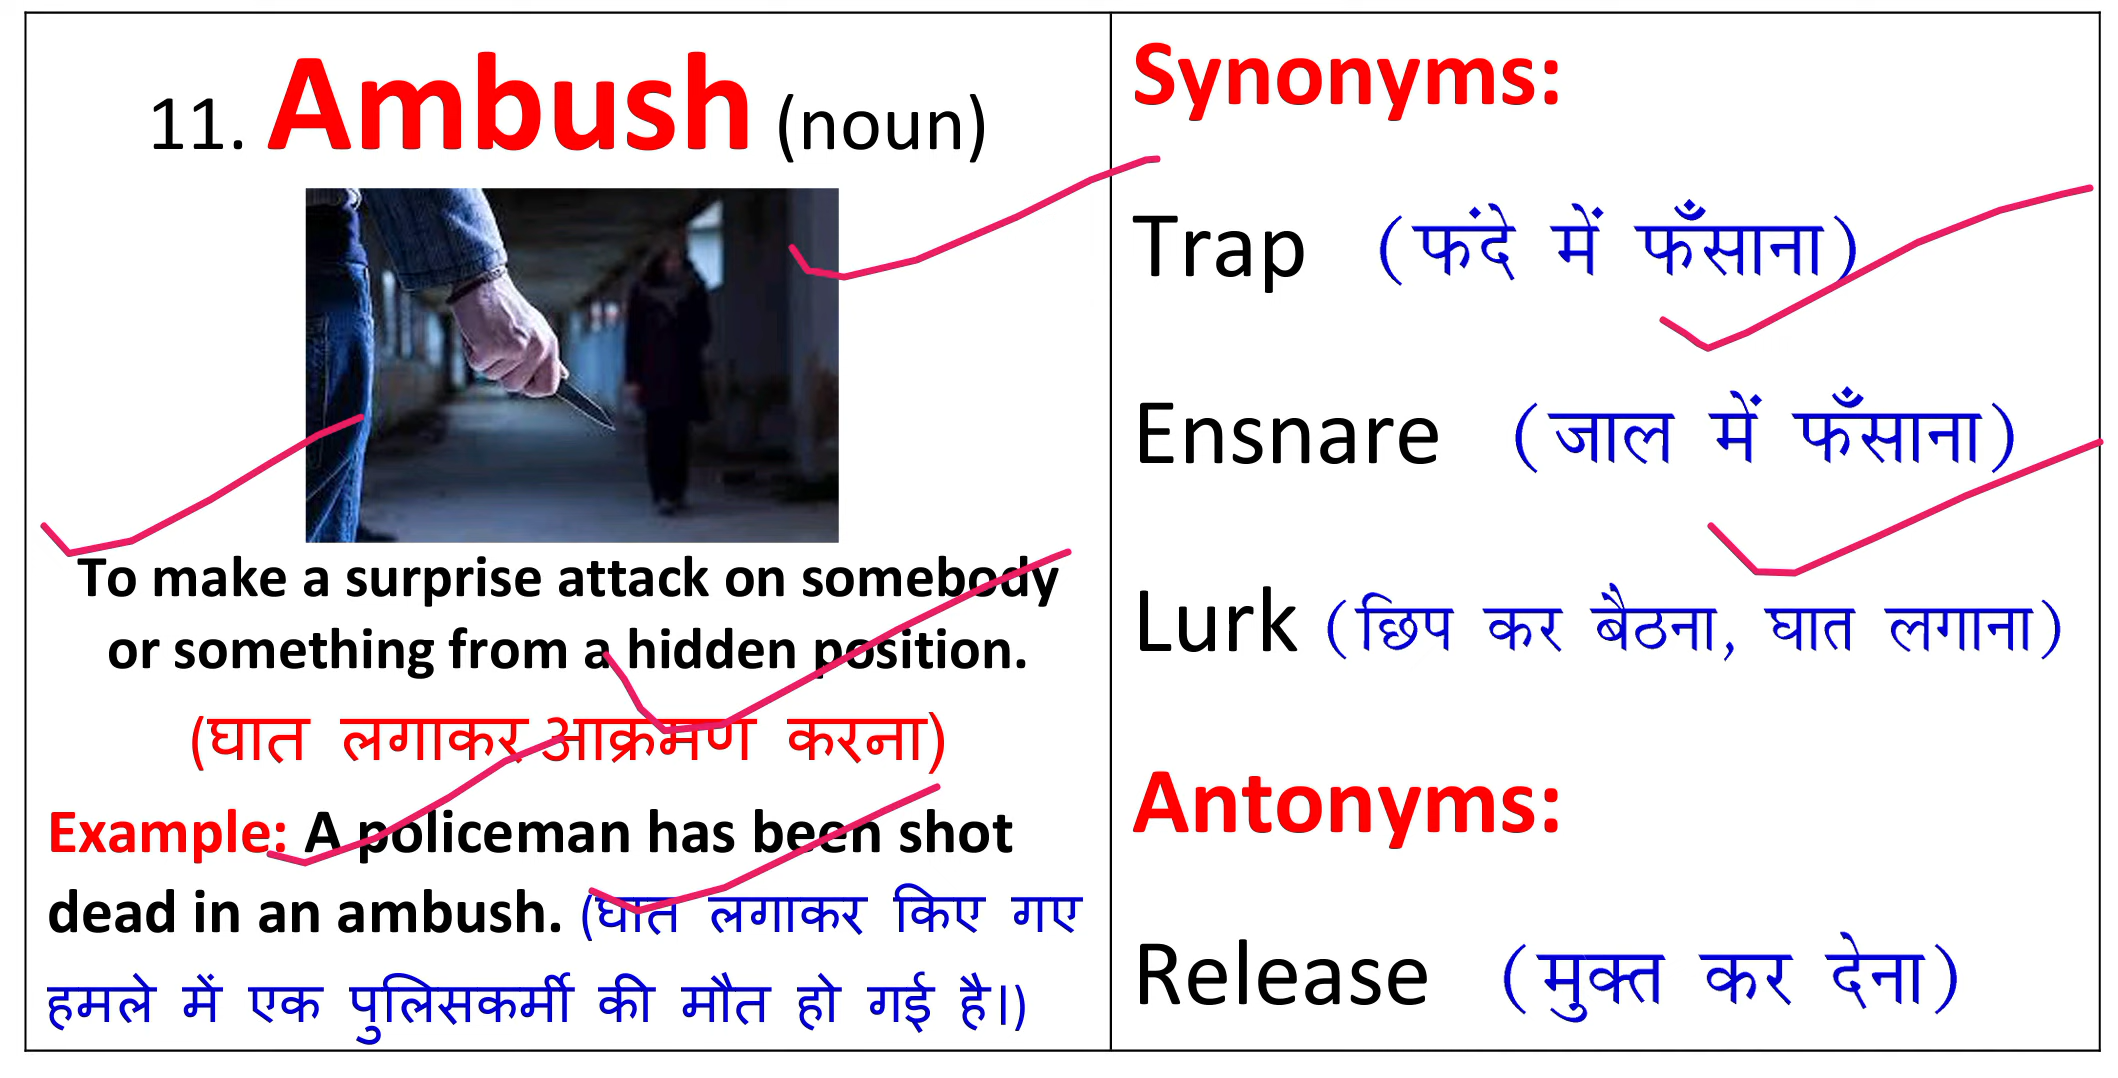 11. Ambush (noun)
To make a surprise attack on somebody
or something from a hidden position.
(घात लगाकर आक्रमण करना)
Example: A policeman has been shot
dead in an ambush. (घात लगाकर किए गए
हमले में एक पुलिसकर्मी की मौत हो गई है।)
Synonyms:
Trap (फंदे में फँसाना)
Ensnare (जाल में फँसाना)
Lurk (छिप कर बैठना, घात लगाना)
Antonyms:
Release (मुक्त कर देना)